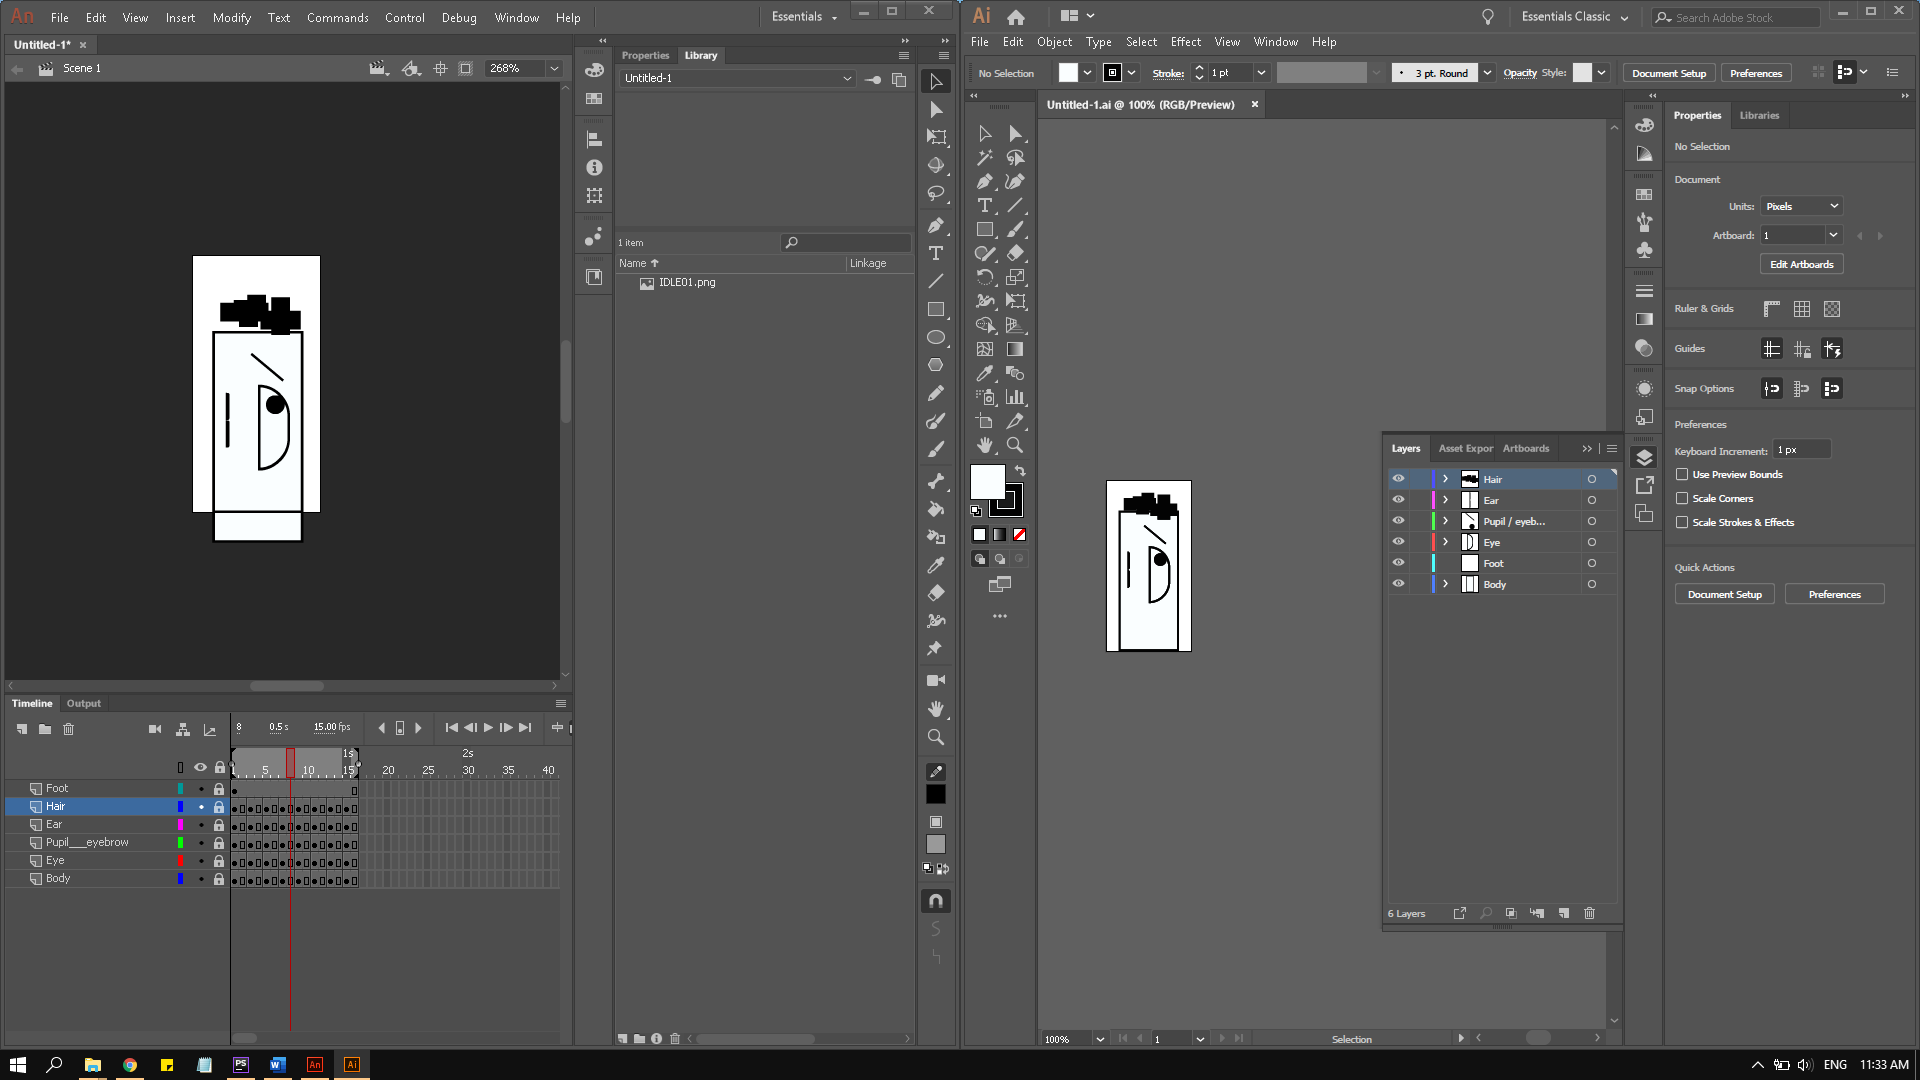 An File Edit View Insert Modify Text Commands Control Debug Window Help Essentials
Untitled-1*
Scene 1 268%
Properties Library
Untitled-1
1 item
Name Linkage
IDLE01.png
Timeline Output
8 0.5 s 15.00 fps
1s 2s
1 5 10 15 20 25 30 35 40
Foot
Hair
Ear
Pupil___eyebrow
Eye
Body
Ai Essentials Classic Search Adobe Stock
File Edit Object Type Select Effect View Window Help
No Selection Stroke: 1 pt 3 pt. Round Opacity Style: Document Setup Preferences
Untitled-1.ai @ 100% (RGB/Preview)
Layers Asset Expor Artboards
Hair
Ear
Pupil / eyeb...
Eye
Foot
Body
6 Layers
100% 1 Selection
Properties Libraries
No Selection
Document
Units: Pixels
Artboard: 1
Edit Artboards
Ruler & Grids
Guides
Snap Options
Preferences
Keyboard Increment: 1 px
Use Preview Bounds
Scale Corners
Scale Strokes & Effects
Quick Actions
Document Setup Preferences
PS W An Ai ENG 11:33 AM